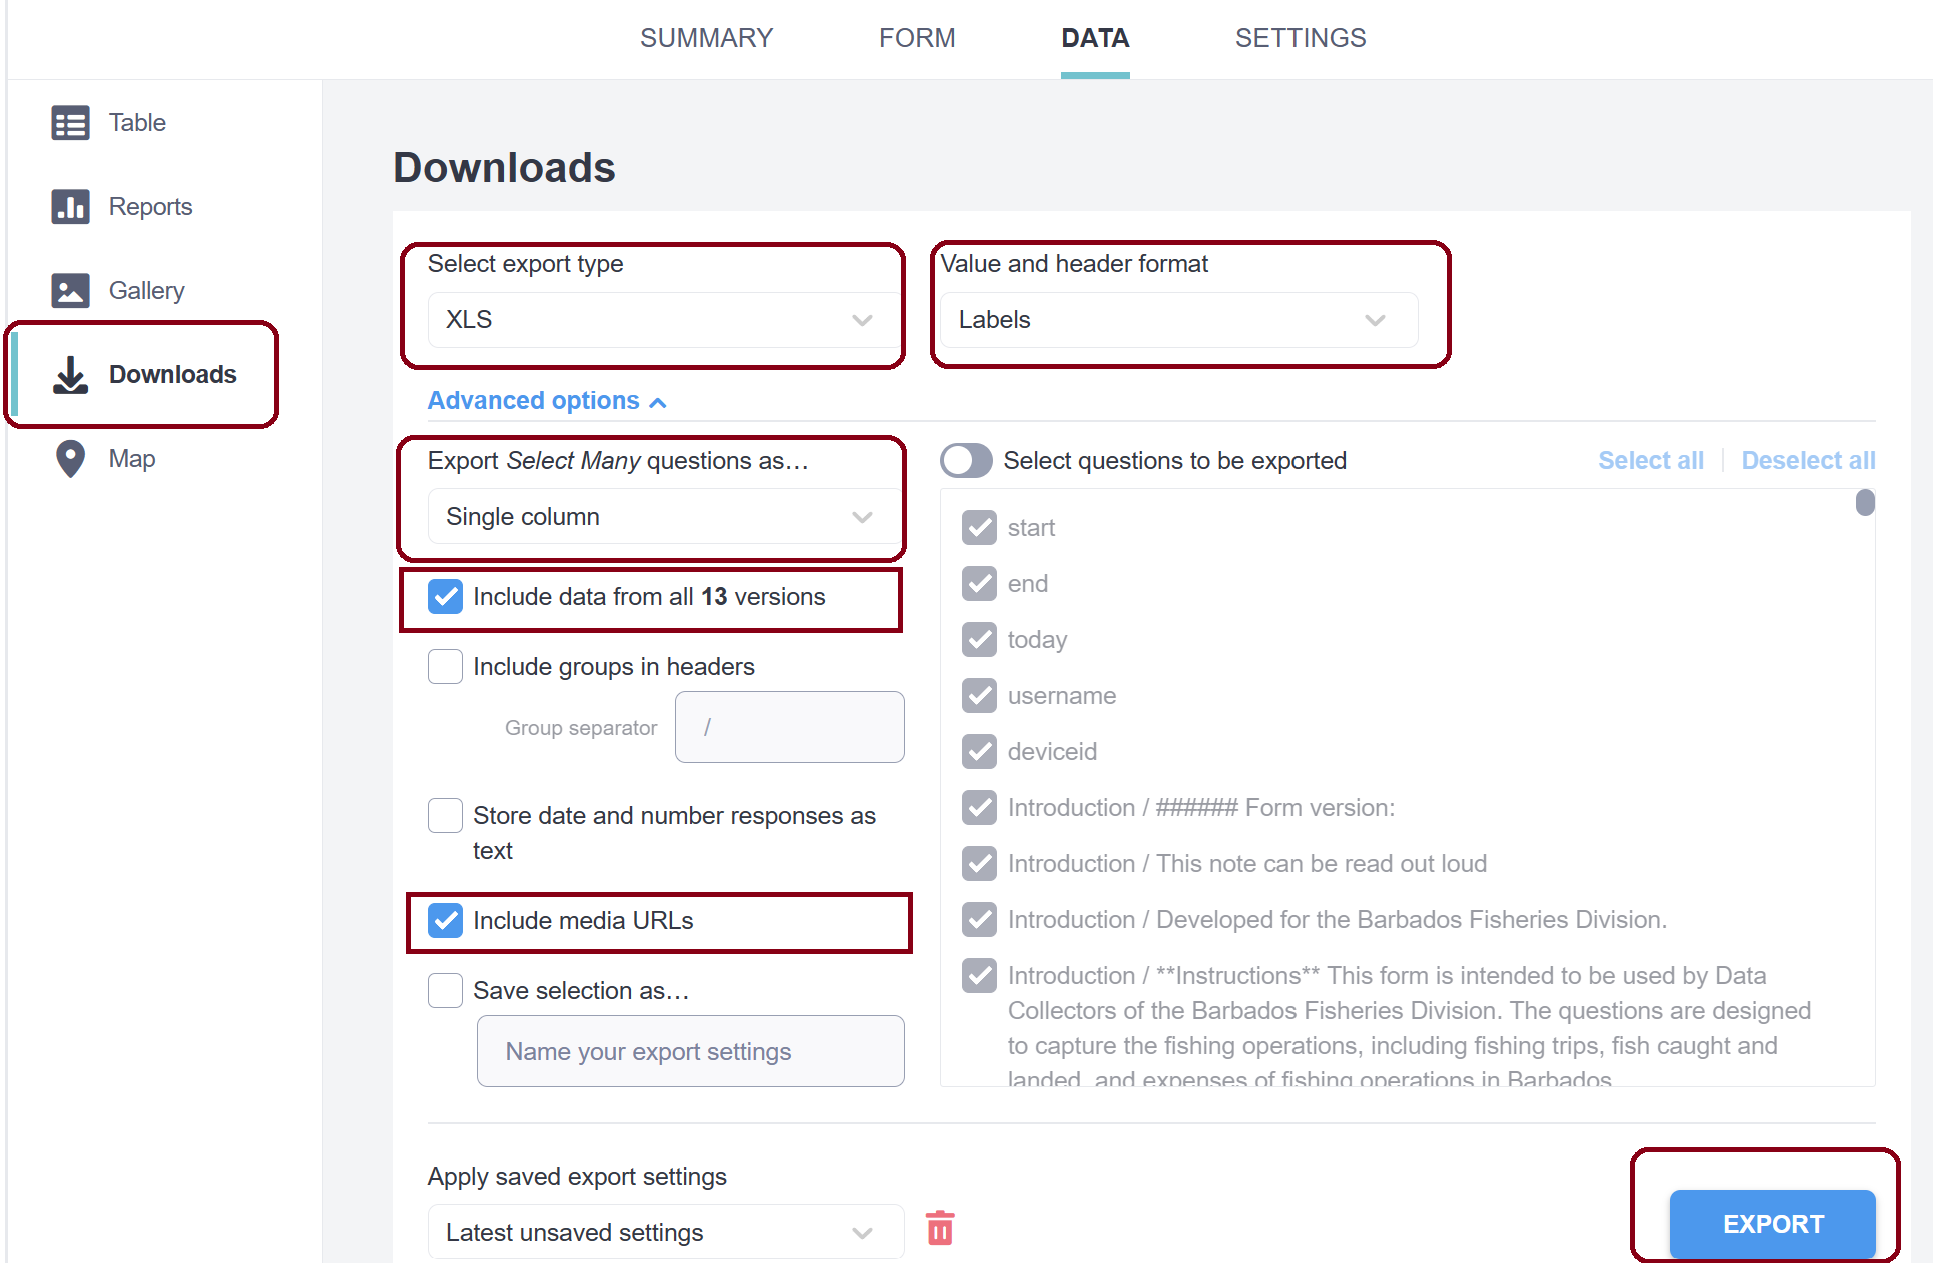 SUMMARY
FORM
DATA
SETTINGS
Table
Reports
Gallery
Downloads
Map
Downloads
Select export type
XLS
Value and header format
Labels
Advanced options
Export Select Many questions as…
Single column
Include data from all 13 versions
Include groups in headers
Group separator
/
Store date and number responses as
text
Include media URLs
Save selection as…
Name your export settings
Select questions to be exported
Select all
Deselect all
start
end
today
username
deviceid
Introduction / ###### Form version:
Introduction / This note can be read out loud
Introduction / Developed for the Barbados Fisheries Division.
Introduction / **Instructions** This form is intended to be used by Data
Collectors of the Barbados Fisheries Division. The questions are designed
to capture the fishing operations, including fishing trips, fish caught and
landed, and expenses of fishing operations in Barbados
Apply saved export settings
Latest unsaved settings
EXPORT